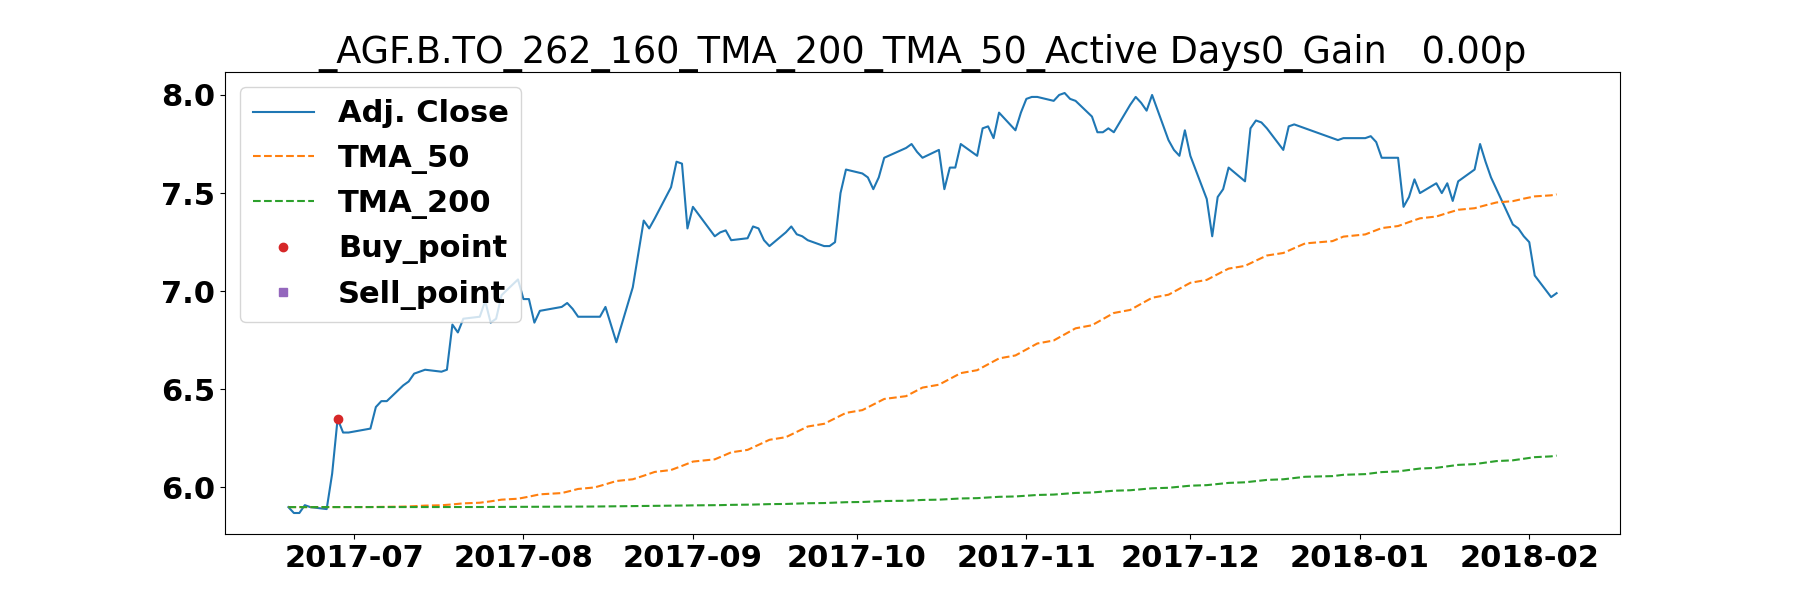 _AGF.B.TO_262_160_TMA_200_TMA_50_Active Days0_Gain   0.00p
8.0
7.5
7.0
6.5
6.0
Adj. Close
TMA_50
TMA_200
Buy_point
Sell_point
2017-07 2017-08 2017-09 2017-10 2017-11 2017-12 2018-01 2018-02